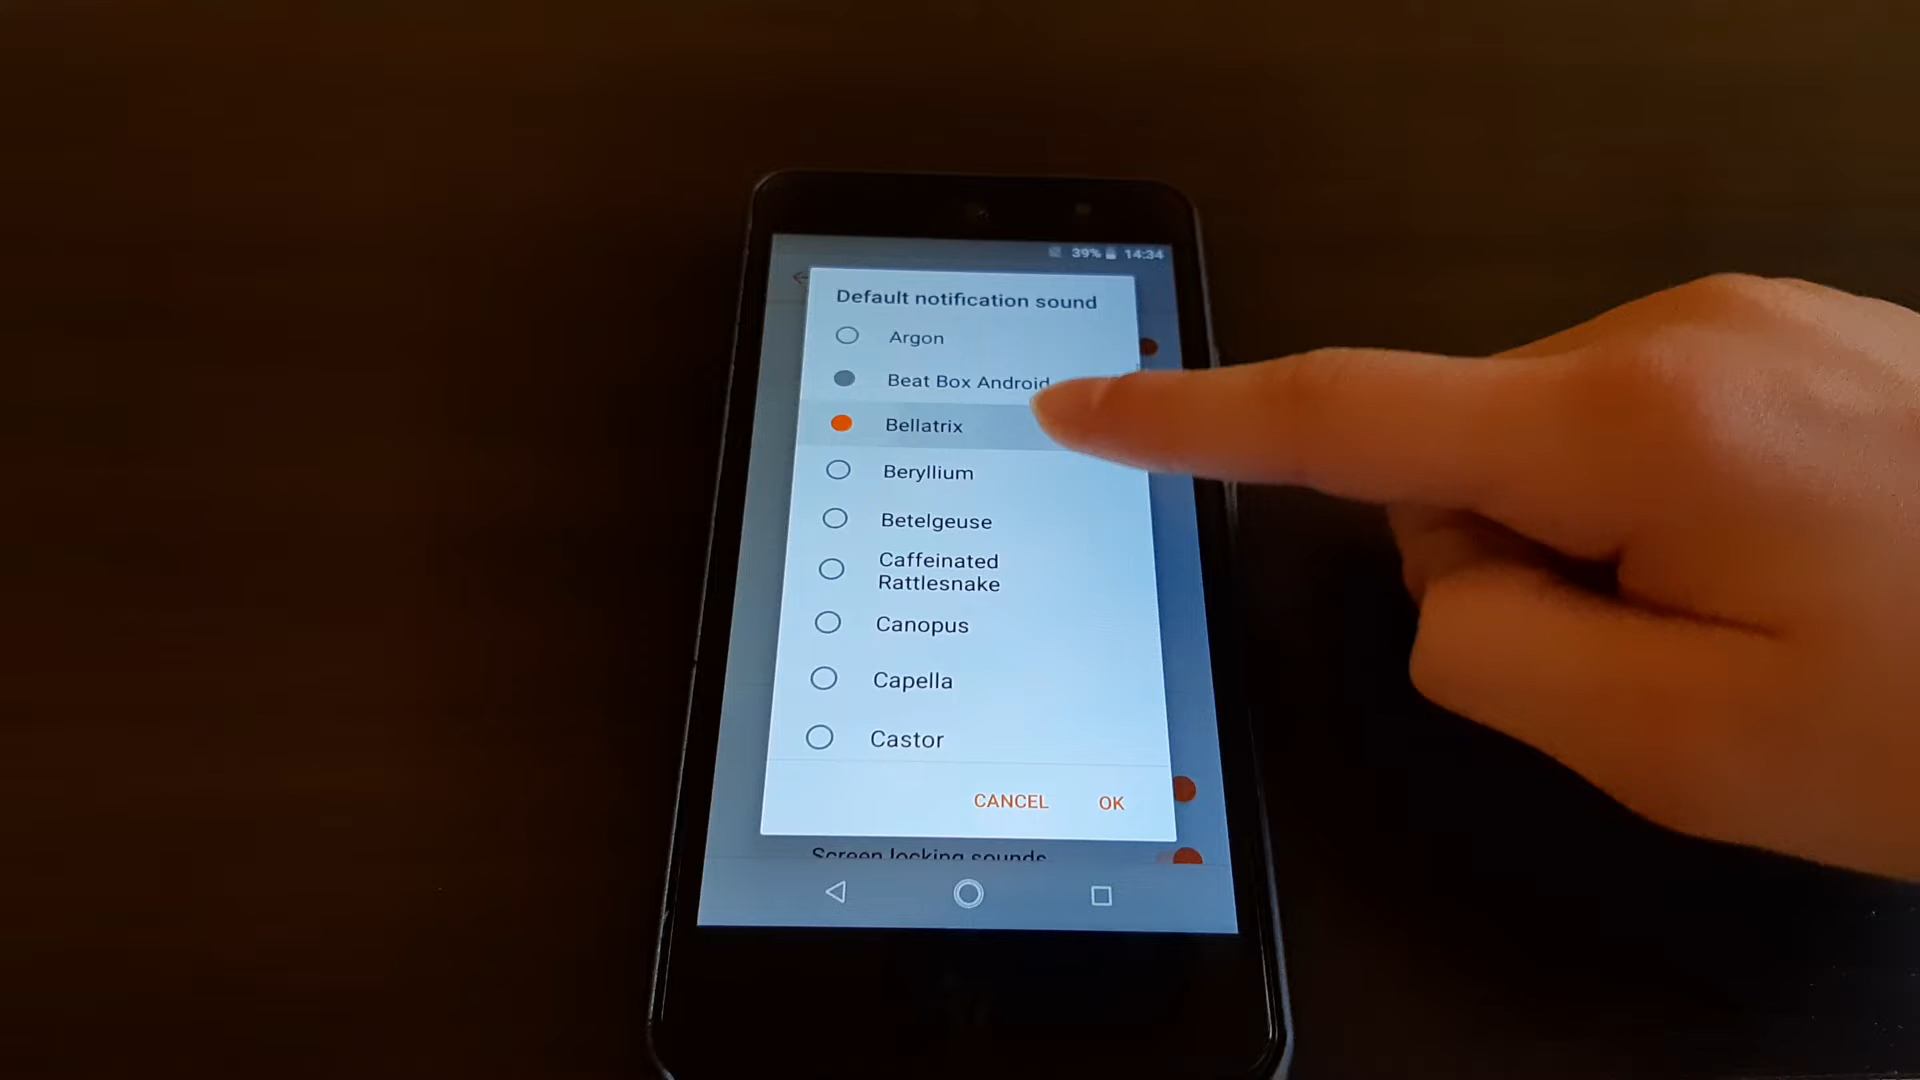 39% 14:34
Default notification sound
Argon
Beat Box Android
Bellatrix
Beryllium
Betelgeuse
Caffeinated
Rattlesnake
Canopus
Capella
Castor
CANCEL OK
Screen locking sounds